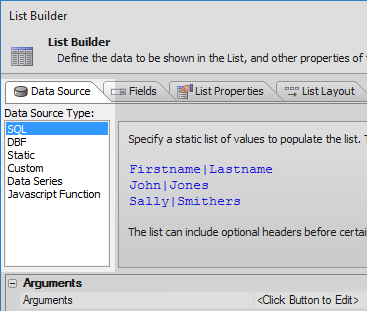 List Builder
List Builder
Define the data to be shown in the List, and other properties of
Data Source
Fields
List Properties
List Layout
Data Source Type:
SQL
DBF
Static
Custom
Data Series
Javascript Function
Specify a static list of values to populate the list.
Firstname|Lastname
John|Jones
Sally|Smithers
The list can include optional headers before certai
Arguments
Arguments <Click Button to Edit>